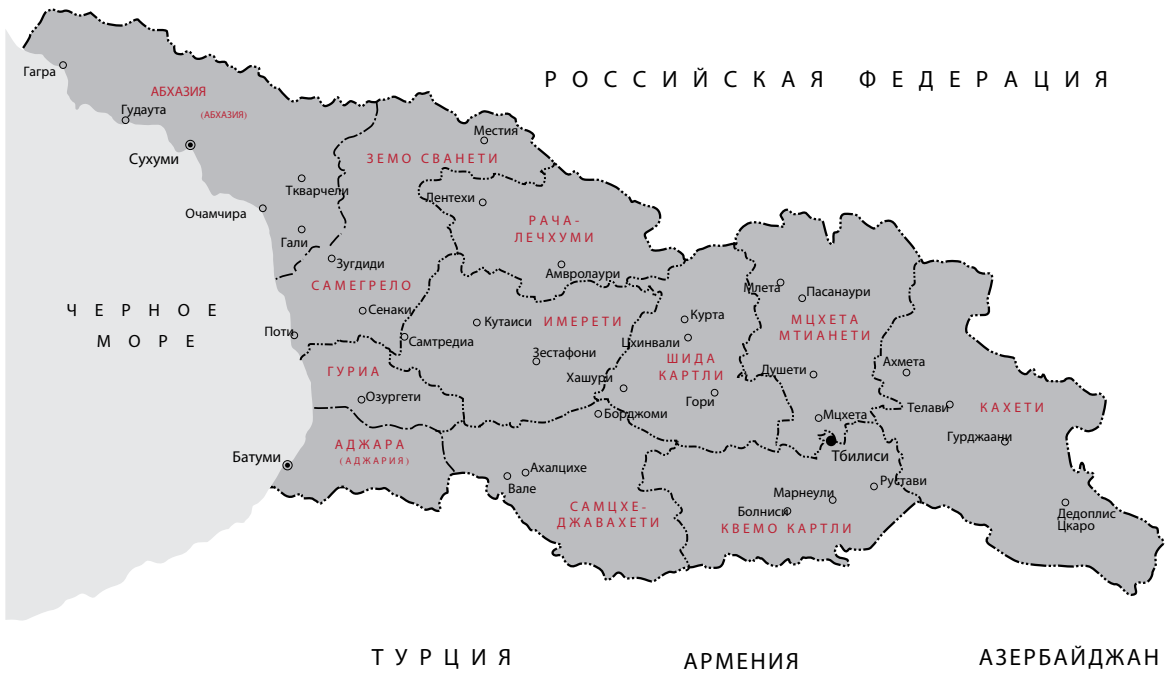 РОССИЙСКАЯ ФЕДЕРАЦИЯ
Гагра
АБХАЗИЯ
(АБХАЗИЯ)
Гудаута
Сухуми
Ткварчели
Очамчира
Гали
Местия
ЗЕМО СВАНЕТИ
Лентехи
РАЧА-
ЛЕЧХУМИ
Амвролаури
Зугдиди
САМЕГРЕЛО
Сенаки
Поти
Самтредиа
Кутаиси
ИМЕРЕТИ
Зестафони
Хашури
Курта
Цхинвали
ШИДА
КАРТЛИ
Гори
Млета
Пасанаури
МЦХЕТА
МТИАНЕТИ
Душети
Мцхета
Тбилиси
Ахмета
Телави
КАХЕТИ
Гурджаани
Дедоплис
Цкаро
ЧЕРНОЕ
МОРЕ
ГУРИА
Озургети
Борджоми
АДЖАРА
(АДЖАРИЯ)
Батуми
Ахалцихе
Вале
САМЦХЕ-
ДЖАВАХЕТИ
Рустави
Марнеули
Болниси
КВЕМО КАРТЛИ
ТУРЦИЯ
АРМЕНИЯ
АЗЕРБАЙДЖАН